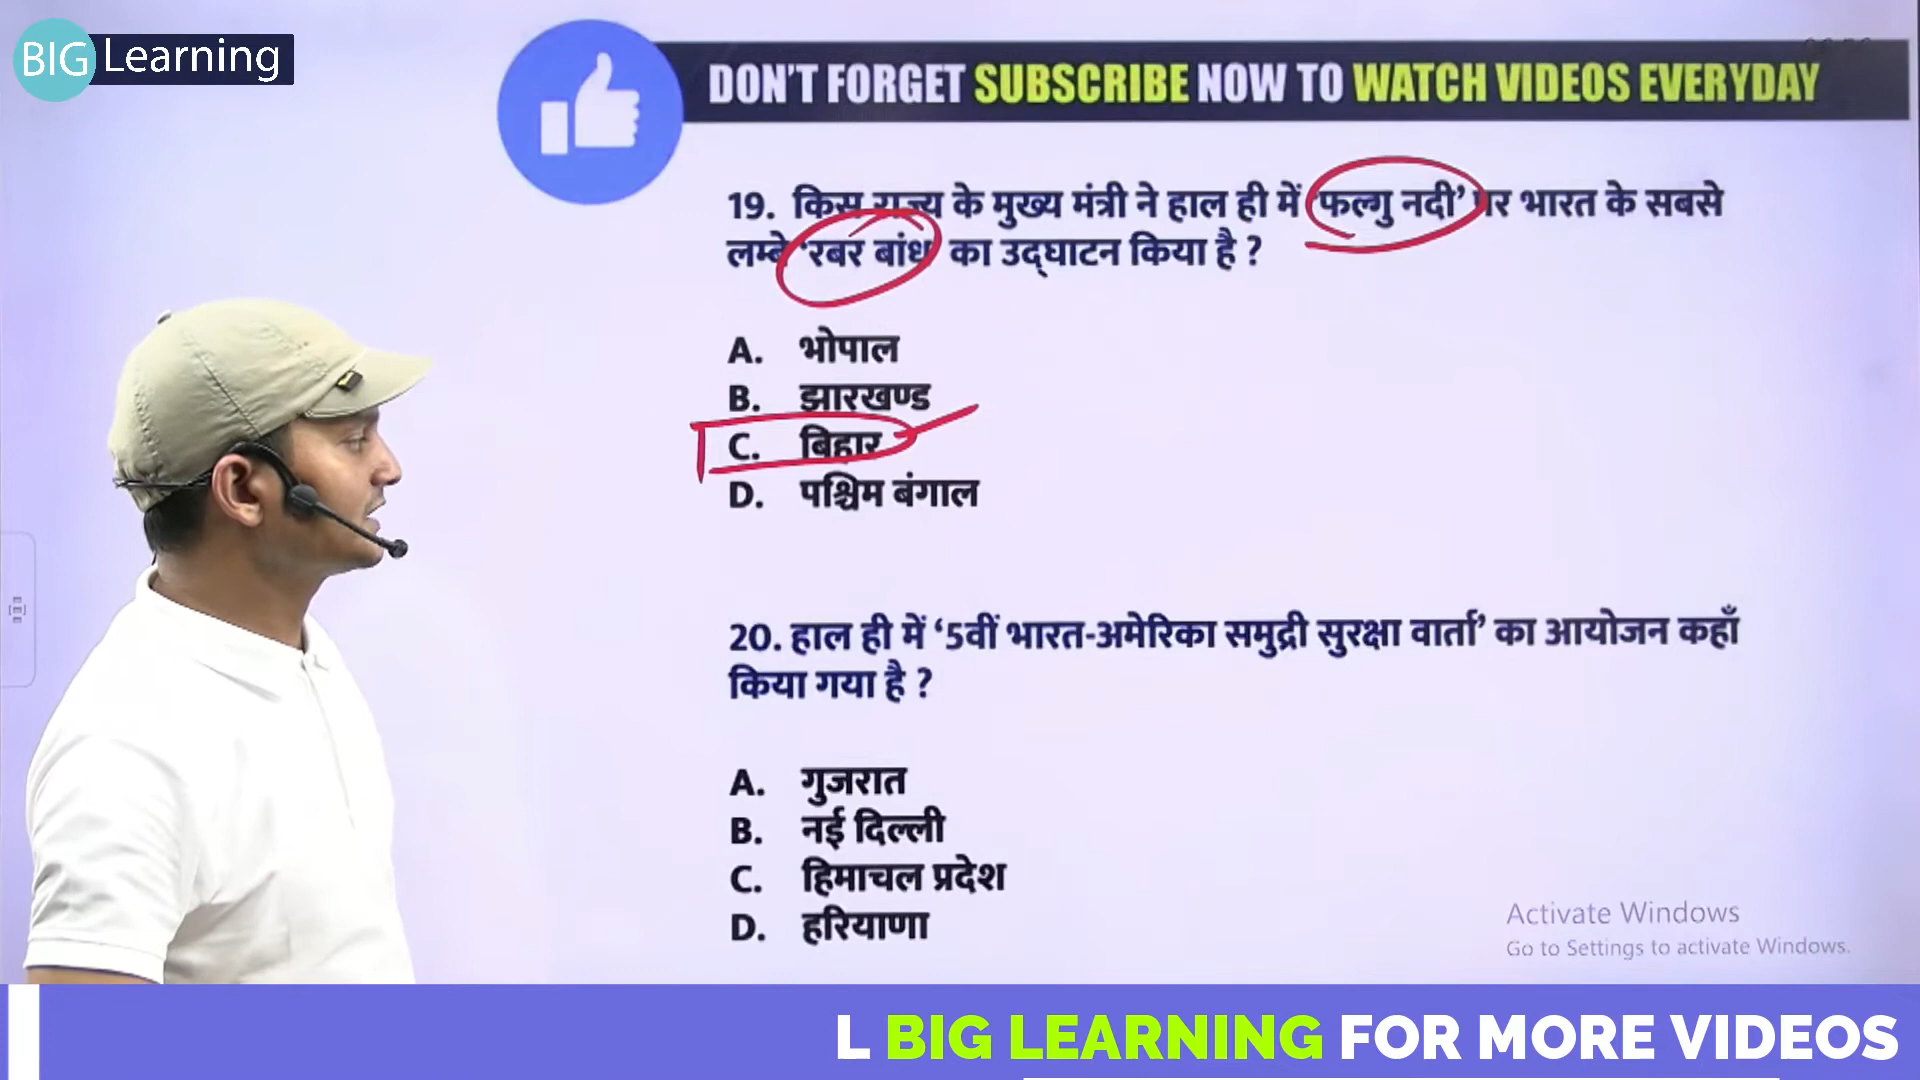 BIG Learning
DON'T FORGET SUBSCRIBE NOW TO WATCH VIDEOS EVERYDAY
19. किस राज्य के मुख्य मंत्री ने हाल ही में ‘फल्गु नदी’ पर भारत के सबसे
लम्बे ‘रबर बांध’ का उद्घाटन किया है ?
A. भोपाल
B. झारखण्ड
C. बिहार
D. पश्चिम बंगाल
20. हाल ही में ‘5वीं भारत-अमेरिका समुद्री सुरक्षा वार्ता’ का आयोजन कहाँ
किया गया है ?
A. गुजरात
B. नई दिल्ली
C. हिमाचल प्रदेश
D. हरियाणा
Activate Windows
Go to Settings to activate Windows.
L BIG LEARNING FOR MORE VIDEOS